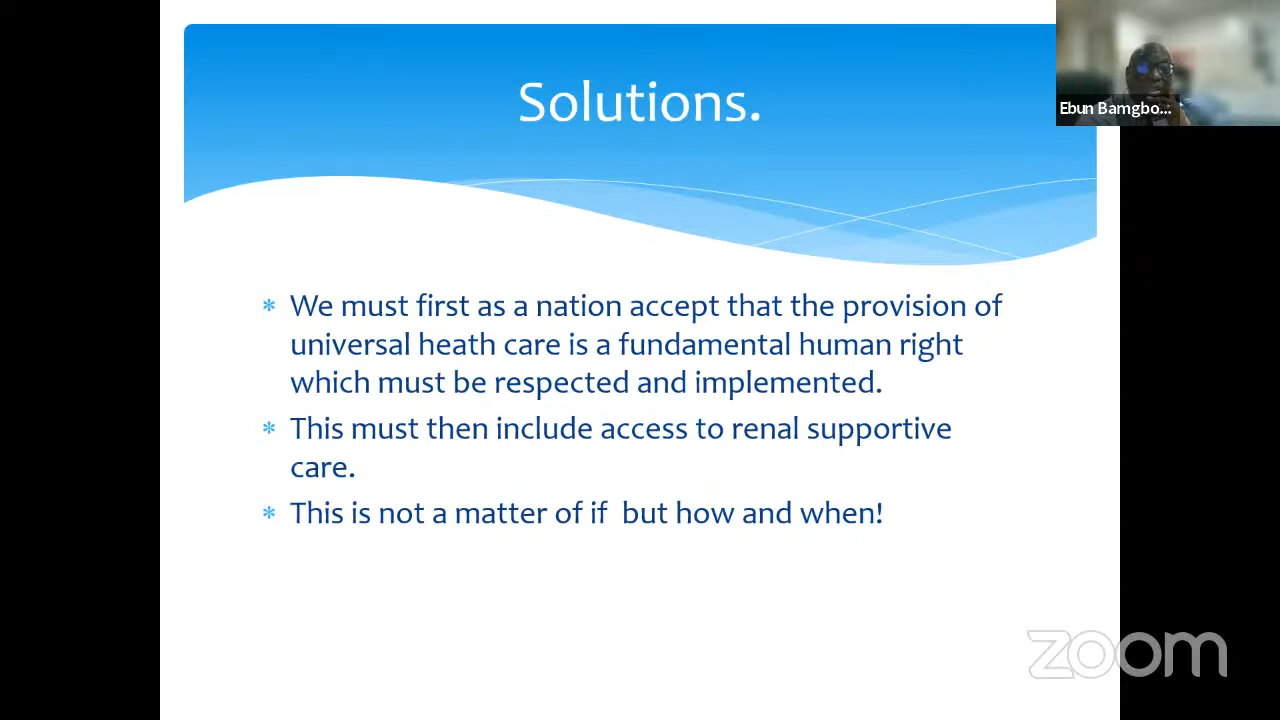 Solutions.
Ebun Bamgbo...
* We must first as a nation accept that the provision of
universal heath care is a fundamental human right
which must be respected and implemented.
* This must then include access to renal supportive
care.
* This is not a matter of if  but how and when!
zoom